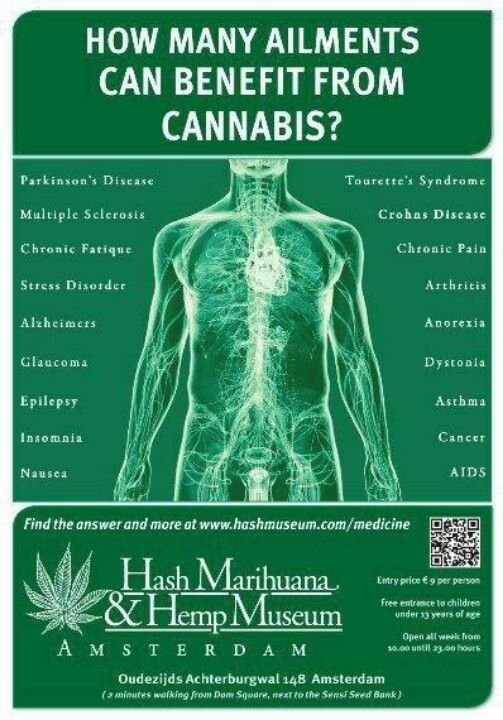 HOW MANY AILMENTS
CAN BENEFIT FROM
CANNABIS?
Parkinson's Disease
Multiple Sclerosis
Chronic Fatique
Stress Disorder
Alzheimers
Glaucoma
Epilepsy
Insomnia
Nausea
Tourette's Syndrome
Crohns Disease
Chronic Pain
Arthritis
Anorexia
Dystonia
Asthma
Cancer
AIDS
Find the answer and more at www.hashmuseum.com/medicine
Hash Marihuana
& Hemp Museum
AMSTERDAM
Entry price € 9 per person
Free entrance to children
under 13 years of age
Open all week from
10.00 until 23.00 hours
Oudezijds Achterburgwal 148 Amsterdam
(2 minutes walking from Dam Square, next to the Sensi Seed Bank)